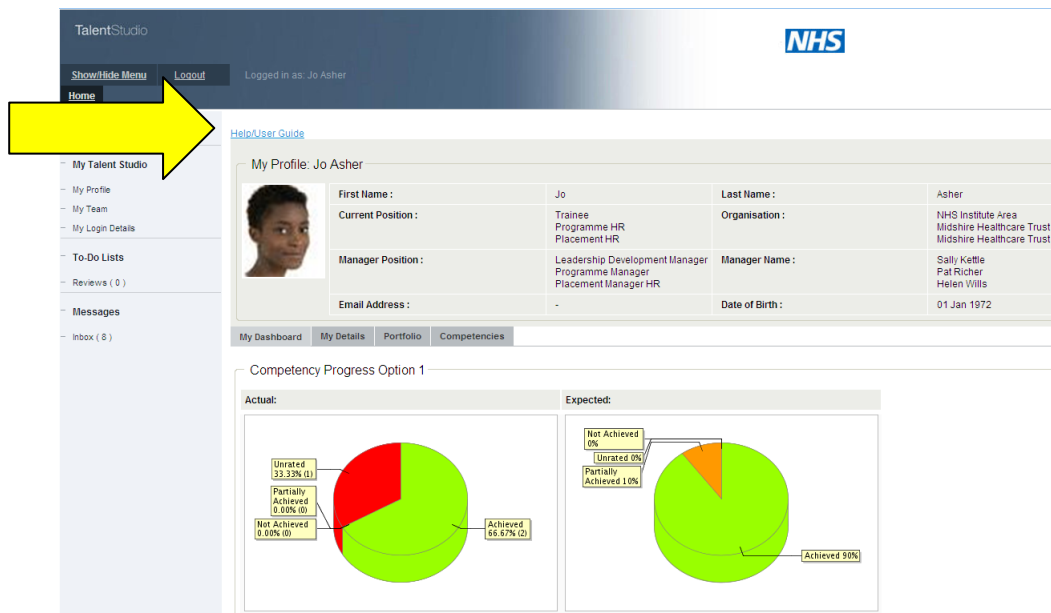 TalentStudio
NHS
Show/Hide Menu Logout Logged in as: Jo Asher
Home
Help/User Guide
My Talent Studio
My Profile
My Team
My Login Details
To-Do Lists
Reviews ( 0 )
Messages
Inbox ( 8 )
My Profile: Jo Asher
First Name : Jo Last Name : Asher
Current Position : Trainee Organisation : NHS Institute Area
Programme HR Midshire Healthcare Trust
Placement HR Midshire Healthcare Trust
Manager Position : Leadership Development Manager Manager Name : Sally Kettle
Programme Manager Pat Richer
Placement Manager HR Helen Wills
Email Address : - Date of Birth : 01 Jan 1972
My Dashboard My Details Portfolio Competencies
Competency Progress Option 1
Actual: Expected:
Unrated
33.33% (1)
Partially
Achieved
0.00% (0)
Not Achieved
0.00% (0)
Achieved
66.67% (2)
Not Achieved
0%
Unrated 0%
Partially
Achieved 10%
Achieved 90%